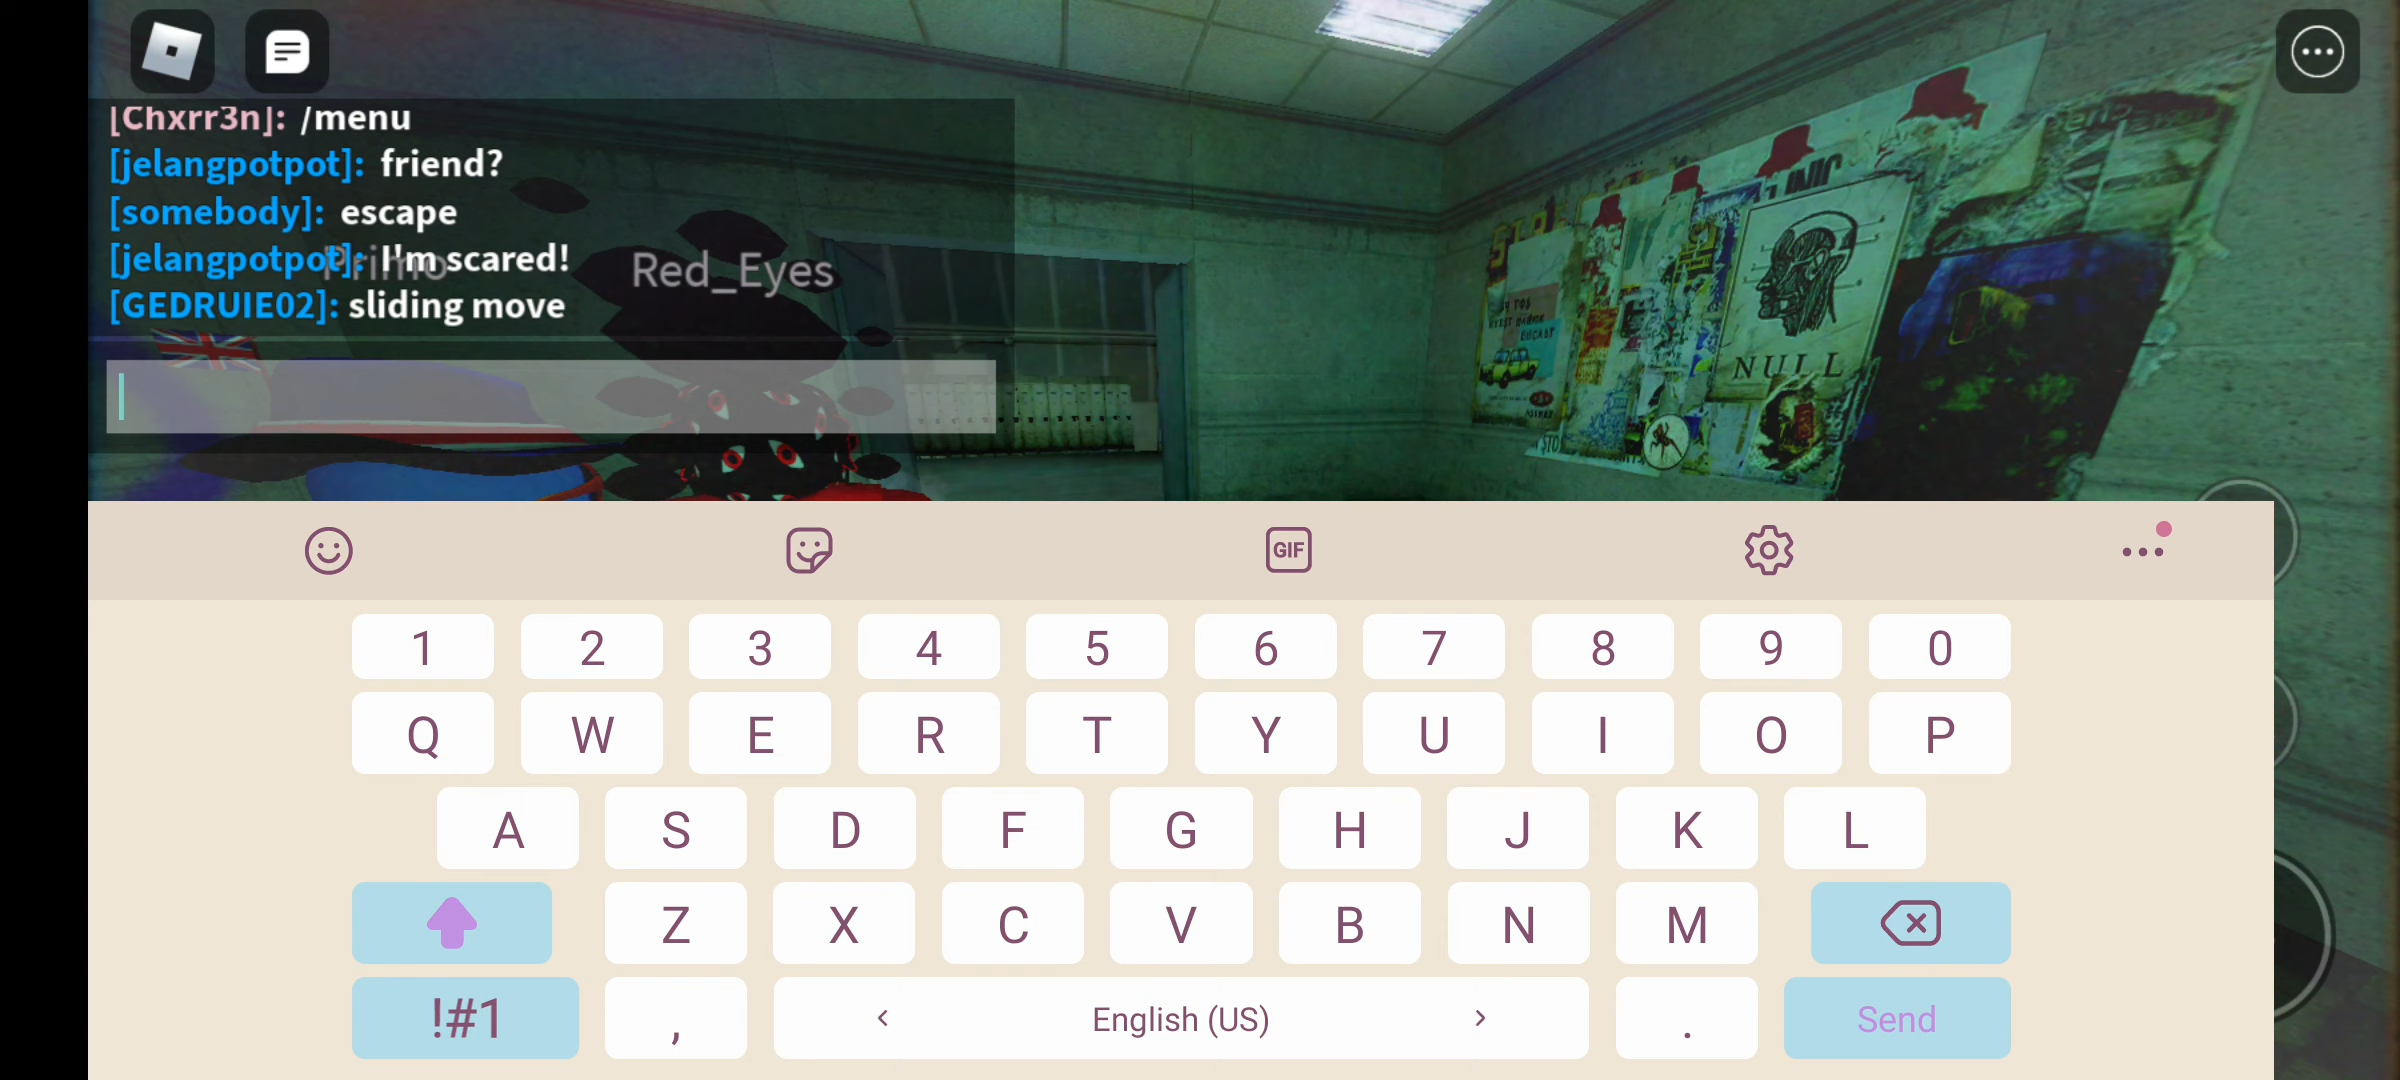 [Chxrr3n]: /menu
[jelangpotpot]: friend?
[somebody]: escape
[jelangpotpot]: I'm scared!
Primo
Red_Eyes
[GEDRUIE02]: sliding move
NULL
GIF
1 2 3 4 5 6 7 8 9 0
Q W E R T Y U I O P
A S D F G H J K L
Z X C V B N M
!#1 , < English (US) > . Send